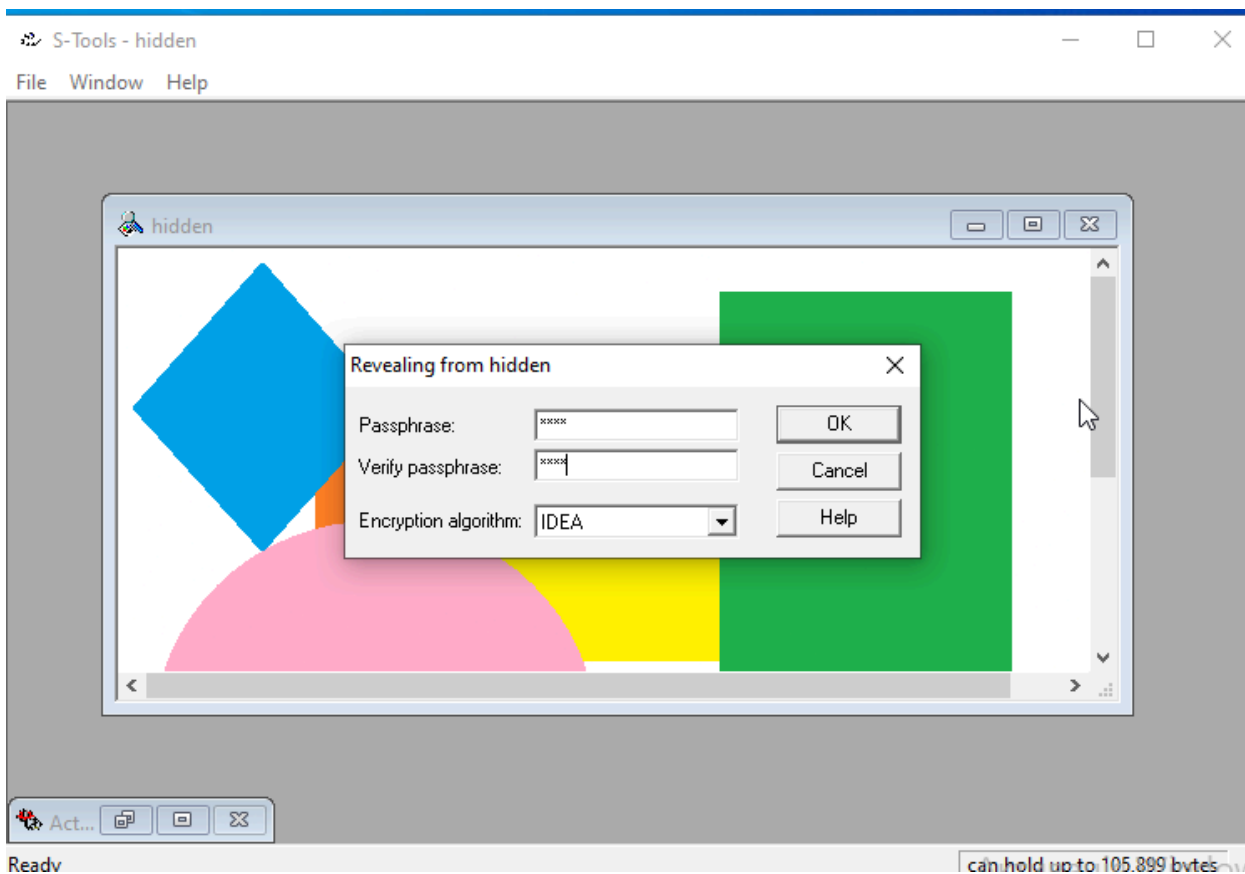 S-Tools - hidden
File Window Help
hidden
Revealing from hidden
Passphrase: ****
OK
Verify passphrase: ****
Cancel
Encryption algorithm: IDEA
Help
Act...
Ready
can hold up to 105,899 bytes